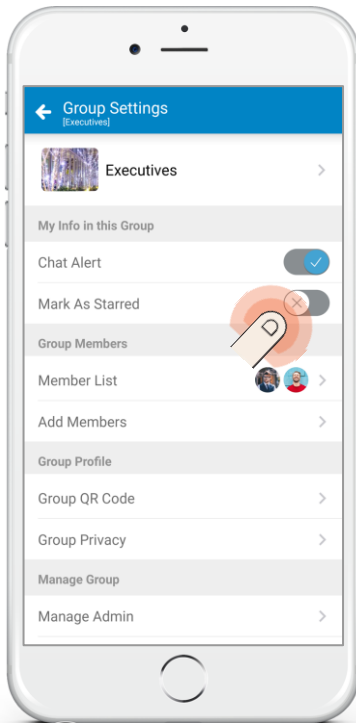 Group Settings
[Executives]
Executives
My Info in this Group
Chat Alert
Mark As Starred
Group Members
Member List
Add Members
Group Profile
Group QR Code
Group Privacy
Manage Group
Manage Admin